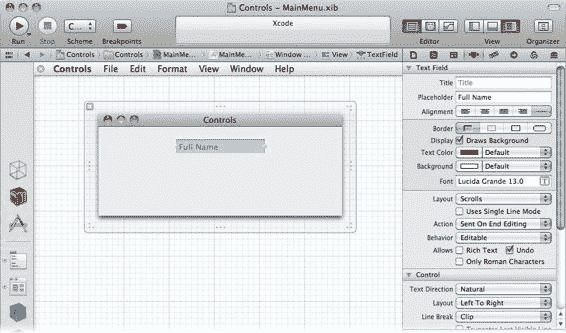 Controls – MainMenu.xib
Xcode
C...
Run
Stop
Scheme
Breakpoints
Editor
View
Organizer
Controls
Controls
MainMe...
MainMe...
Window ...
View
TextField
Controls File Edit Format View Window Help
Controls
Full Name
Text Field
Title Title
Placeholder Full Name
Alignment
Border
Display Draws Background
Text Color Default
Background Default
Font Lucida Grande 13.0 T
Layout Scrolls
Uses Single Line Mode
Action Sent On End Editing
Behavior Editable
Allows Rich Text Undo
Only Roman Characters
Control
Text Direction Natural
Layout Left To Right
Line Break Clip
Truncates Last Visible Line